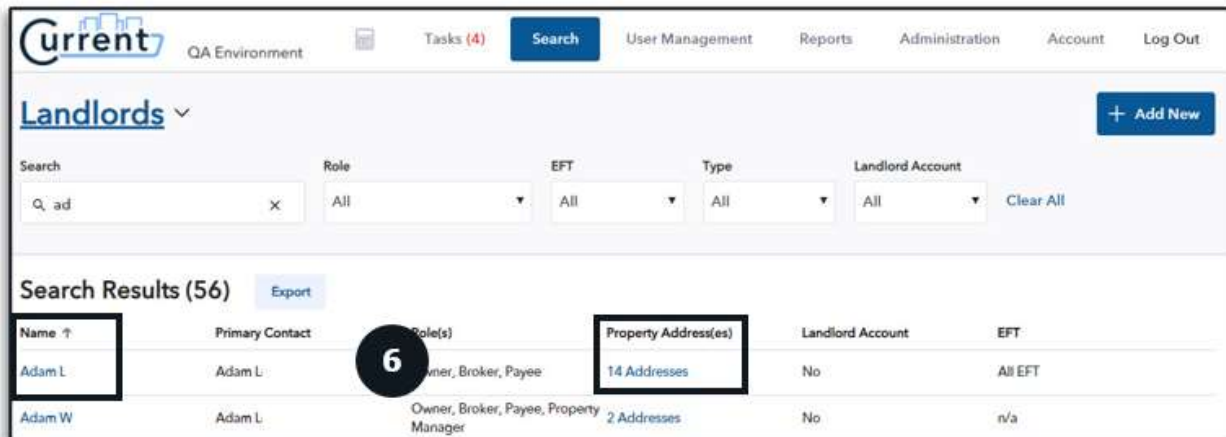 Current QA Environment Tasks (4) Search User Management Reports Administration Account Log Out
Landlords
+ Add New
Search Role EFT Type Landlord Account
ad × All All All All Clear All
Search Results (56) Export
Name ↑ Primary Contact Role(s) Property Address(es) Landlord Account EFT
6
Adam L Adam L Owner, Broker, Payee 14 Addresses No All EFT
Adam W Adam L Owner, Broker, Payee, Property Manager 2 Addresses No n/a